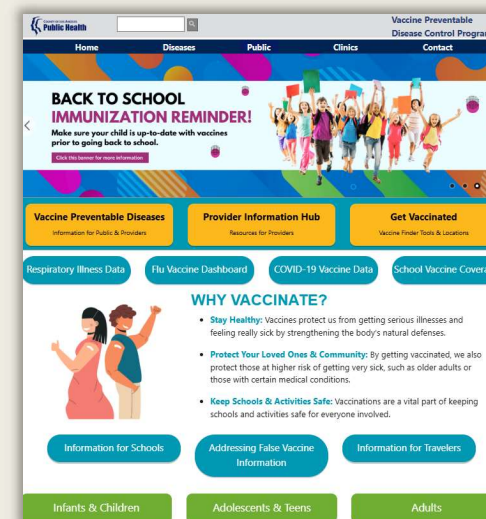 COUNTY OF LOS ANGELES
Public Health
Vaccine Preventable
Disease Control Program
Home Diseases Public Clinics Contact
BACK TO SCHOOL
IMMUNIZATION REMINDER!
Make sure your child is up-to-date with vaccines
prior to going back to school.
Click this banner for more information
Vaccine Preventable Diseases
Information for Public & Providers
Provider Information Hub
Resources for Providers
Get Vaccinated
Vaccine Finder Tools & Locations
Respiratory Illness Data
Flu Vaccine Dashboard
COVID-19 Vaccine Data
School Vaccine Covera
WHY VACCINATE?
• Stay Healthy: Vaccines protect us from getting serious illnesses and
feeling really sick by strengthening the body's natural defenses.
• Protect Your Loved Ones & Community: By getting vaccinated, we also
protect those at higher risk of getting very sick, such as older adults or
those with certain medical conditions.
• Keep Schools & Activities Safe: Vaccinations are a vital part of keeping
schools and activities safe for everyone involved.
Information for Schools
Addressing False Vaccine
Information
Information for Travelers
Infants & Children
Adolescents & Teens
Adults